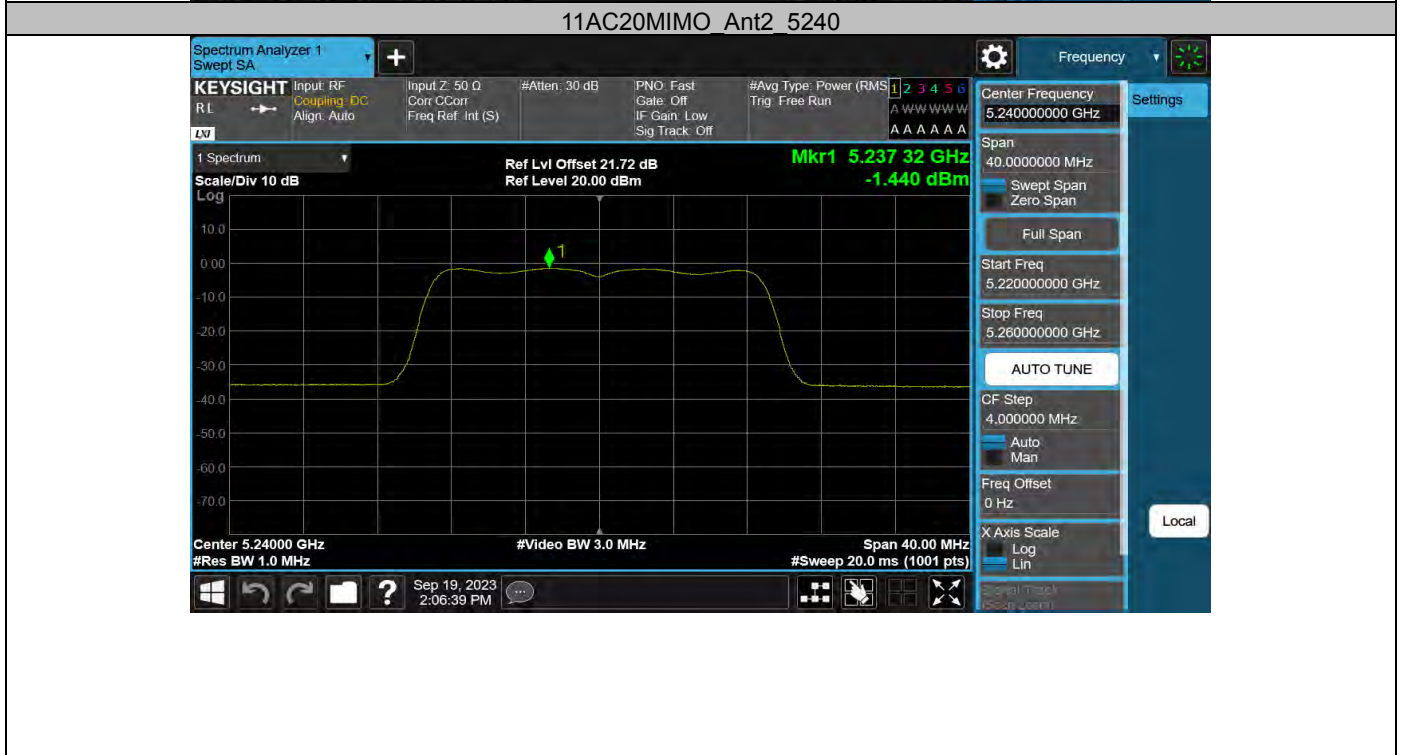 11AC20MIMO_Ant2_5240
Spectrum Analyzer 1
Swept SA
Frequency
KEYSIGHT
RL
LXI
Input: RF
Coupling: DC
Align: Auto
Input Z: 50 Ω
Corr CCorr
Freq Ref: Int (S)
#Atten: 30 dB
PNO: Fast
Gate: Off
IF Gain: Low
Sig Track: Off
#Avg Type: Power (RMS
Trig: Free Run
1 2 3 4 5 6
A W W W W W
A A A A A A
1 Spectrum
Scale/Div 10 dB
Log
Ref Lvl Offset 21.72 dB
Ref Level 20.00 dBm
Mkr1 5.237 32 GHz
-1.440 dBm
1
10.0
0.00
-10.0
-20.0
-30.0
-40.0
-50.0
-60.0
-70.0
Center 5.24000 GHz
#Res BW 1.0 MHz
#Video BW 3.0 MHz
Span 40.00 MHz
#Sweep 20.0 ms (1001 pts)
Center Frequency
5.240000000 GHz
Settings
Span
40.0000000 MHz
Swept Span
Zero Span
Full Span
Start Freq
5.220000000 GHz
Stop Freq
5.260000000 GHz
AUTO TUNE
CF Step
4.000000 MHz
Auto
Man
Freq Offset
0 Hz
X Axis Scale
Log
Lin
Local
?
Sep 19, 2023
2:06:39 PM